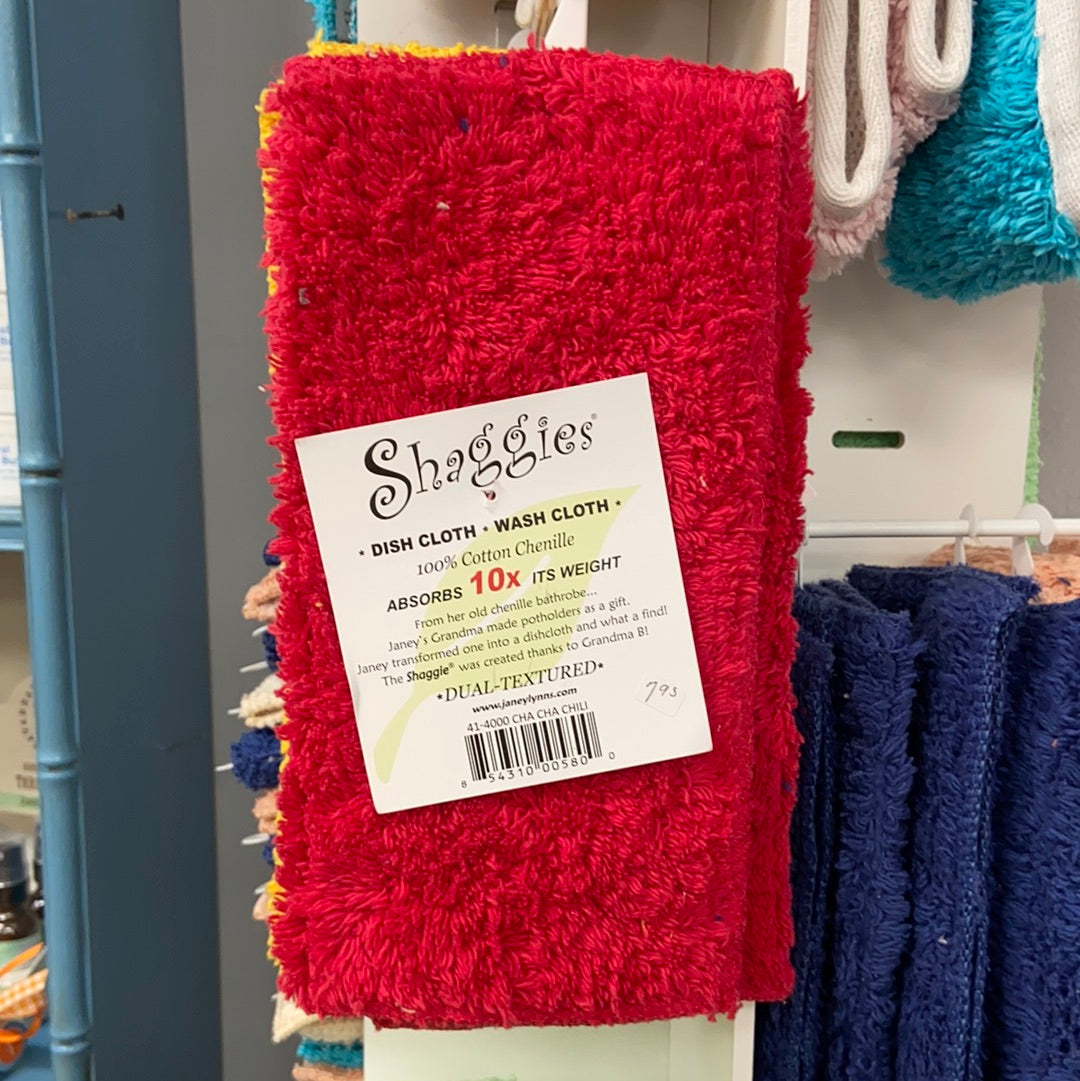 Shaggies®
* DISH CLOTH * WASH CLOTH *
100% Cotton Chenille
ABSORBS 10x ITS WEIGHT
From her old chenille bathrobe...
Janey's Grandma made potholders as a gift.
Janey transformed one into a dishcloth and what a find!
The Shaggie® was created thanks to Grandma B!
*DUAL-TEXTURED*
www.janeylynns.com
41-4000 CHA CHA CHILI
8 54310 00580 0
795